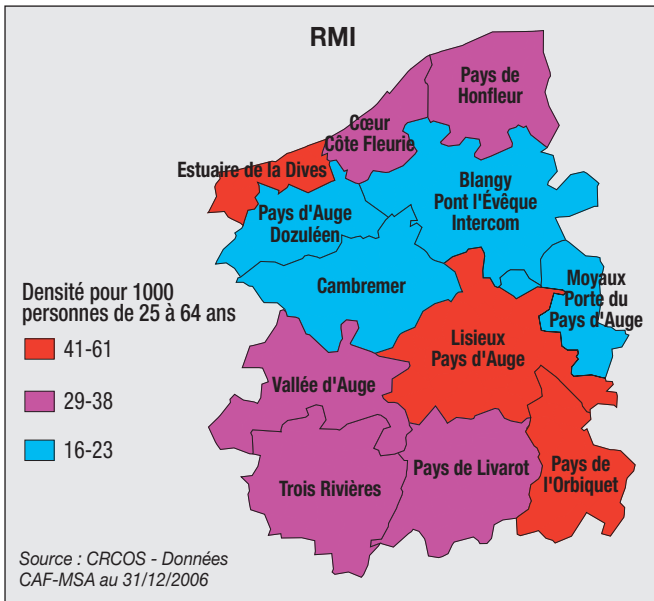 RMI
Pays de
Honfleur
Cœur
Côte Fleurie
Estuaire de la Dives
Blangy
Pont l'Évêque
Intercom
Pays d'Auge
Dozuléen
Cambremer
Moyaux
Porte du
Pays d'Auge
Densité pour 1000
personnes de 25 à 64 ans
41-61
29-38
16-23
Lisieux
Pays d'Auge
Vallée d'Auge
Trois Rivières
Pays de Livarot
Pays de
l'Orbiquet
Source : CRCOS - Données
CAF-MSA au 31/12/2006